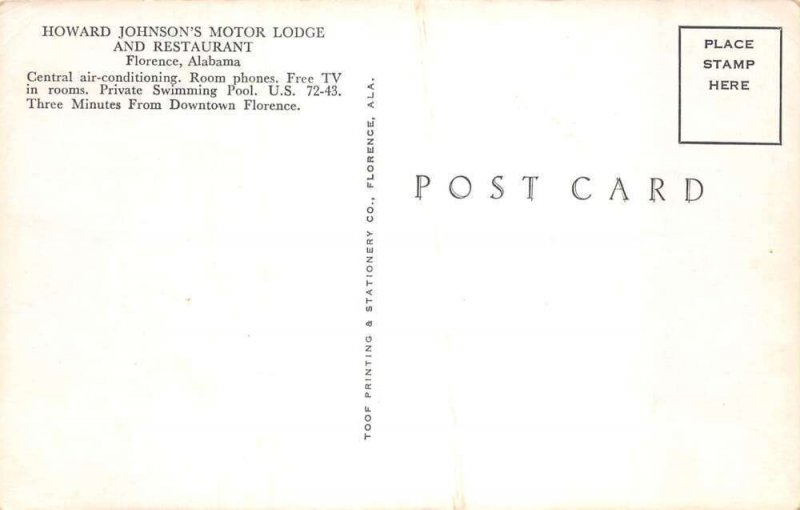 HOWARD JOHNSON'S MOTOR LODGE
AND RESTAURANT
Florence, Alabama
Central air-conditioning. Room phones. Free TV
in rooms. Private Swimming Pool. U.S. 72-43.
Three Minutes From Downtown Florence.
TOOF PRINTING & STATIONERY CO., FLORENCE, ALA.
PLACE
STAMP
HERE
POST CARD